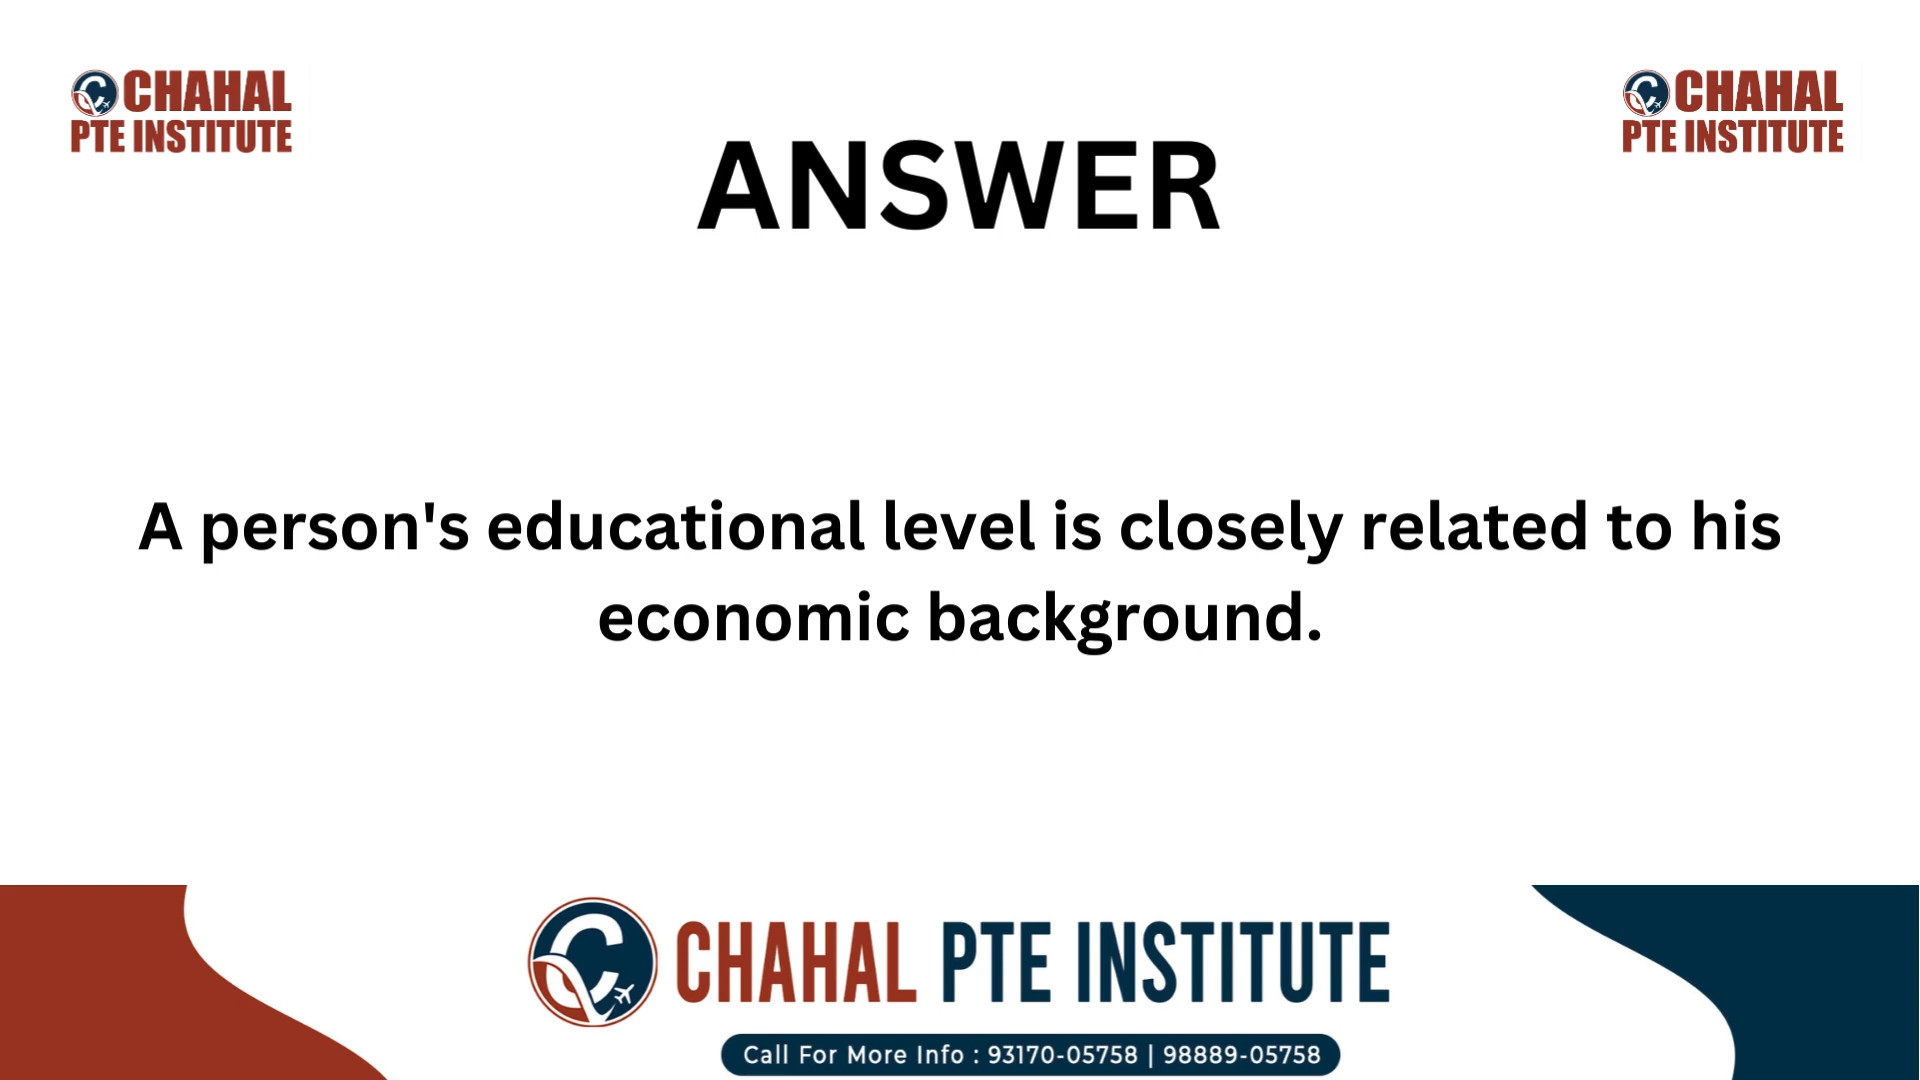 CHAHAL
PTE INSTITUTE
CHAHAL
PTE INSTITUTE
ANSWER
A person's educational level is closely related to his
economic background.
CHAHAL PTE INSTITUTE
Call For More Info : 93170-05758 | 98889-05758